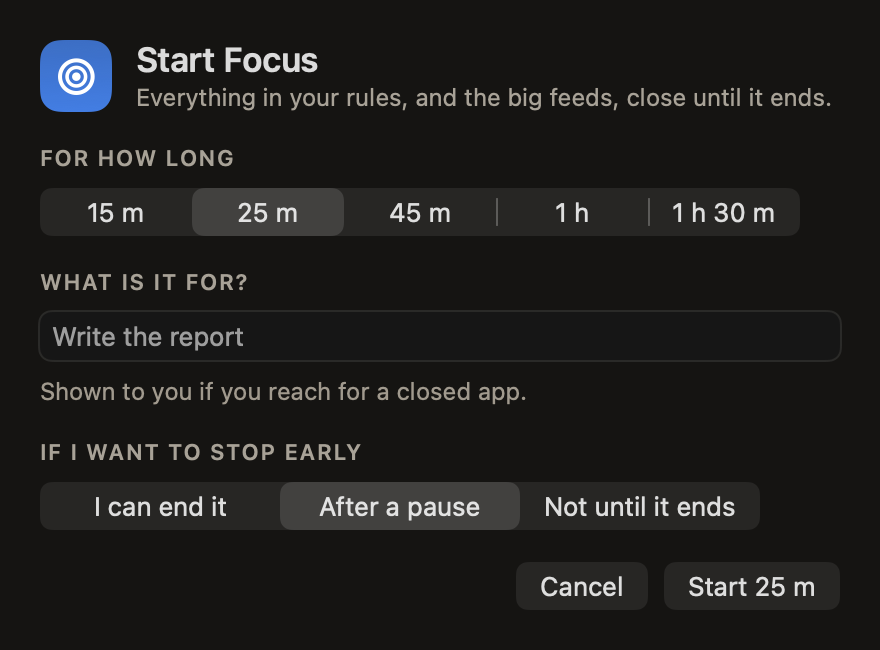 Start Focus
Everything in your rules, and the big feeds, close until it ends.
FOR HOW LONG
15 m 25 m 45 m 1 h 1 h 30 m
WHAT IS IT FOR?
Write the report
Shown to you if you reach for a closed app.
IF I WANT TO STOP EARLY
I can end it After a pause Not until it ends
Cancel Start 25 m